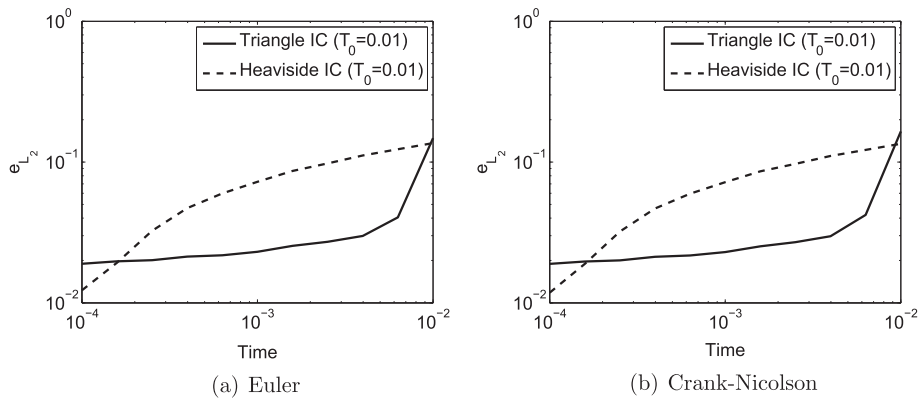 10^0
10^-1
10^-2
e_L_2
Triangle IC (T_0=0.01)
Heaviside IC (T_0=0.01)
10^-4
10^-3
10^-2
Time
(a) Euler
10^0
10^-1
10^-2
e_L_2
Triangle IC (T_0=0.01)
Heaviside IC (T_0=0.01)
10^-4
10^-3
10^-2
Time
(b) Crank-Nicolson